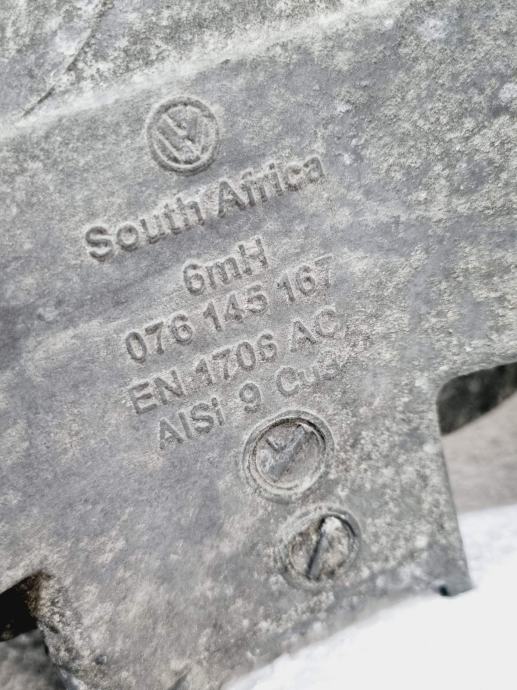 South Africa
6mH
076 145 167
EN 1706 AC
AlSi 9 Cu3